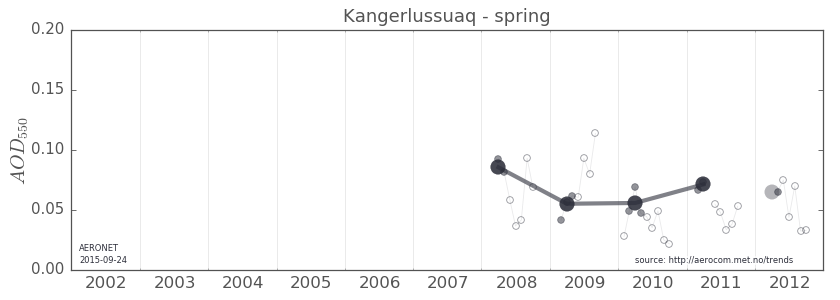 Kangerlussuaq - spring
0.20
0.15
0.10
0.05
0.00
AOD550
AERONET
2015-09-24
source: http://aerocom.met.no/trends
2002 2003 2004 2005 2006 2007 2008 2009 2010 2011 2012